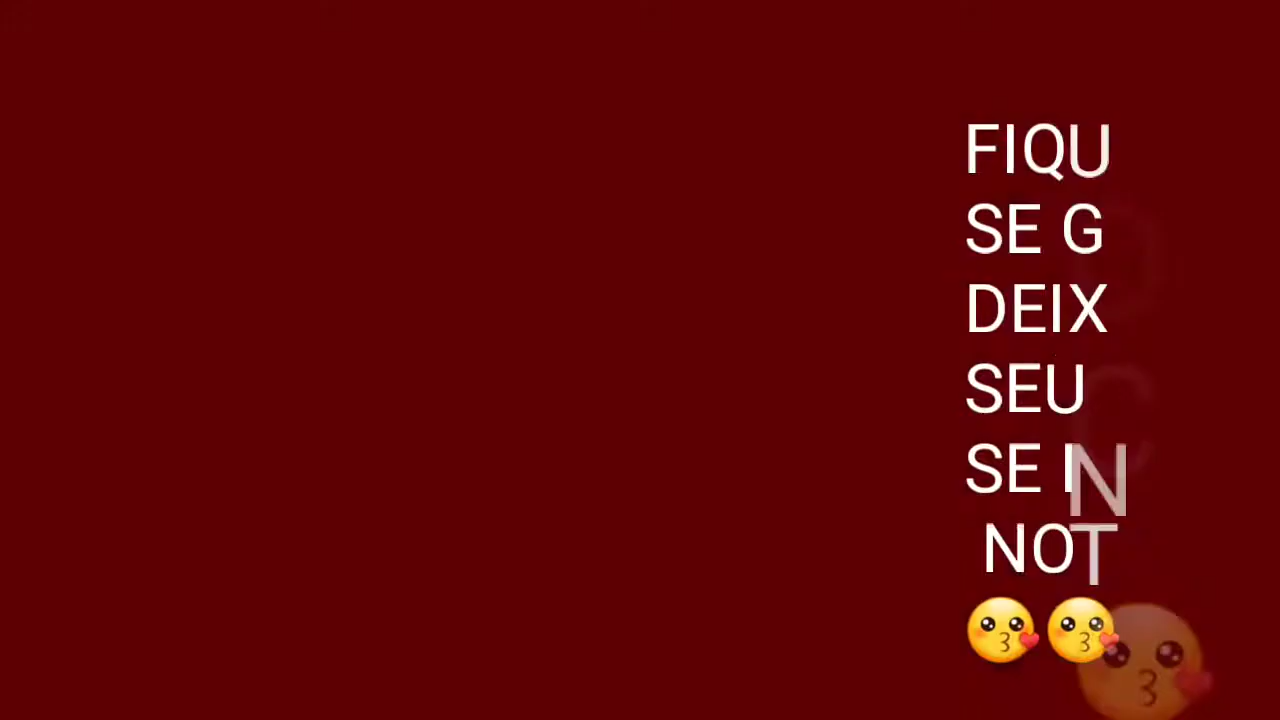 FIQU
SE G
DEIX
SEU
SE IN
NOT
😘😘